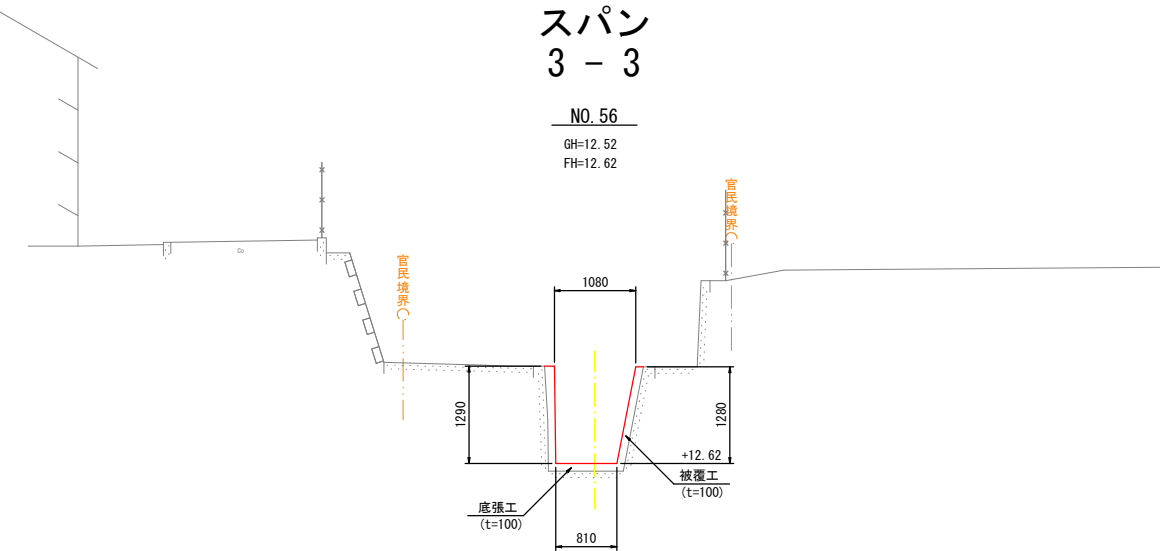 スパン
3 - 3
NO.56
GH=12.52
FH=12.62
官民境界
Co
官民境界
1080
1290
1280
+12.62
被覆工
(t=100)
底張工
(t=100)
810